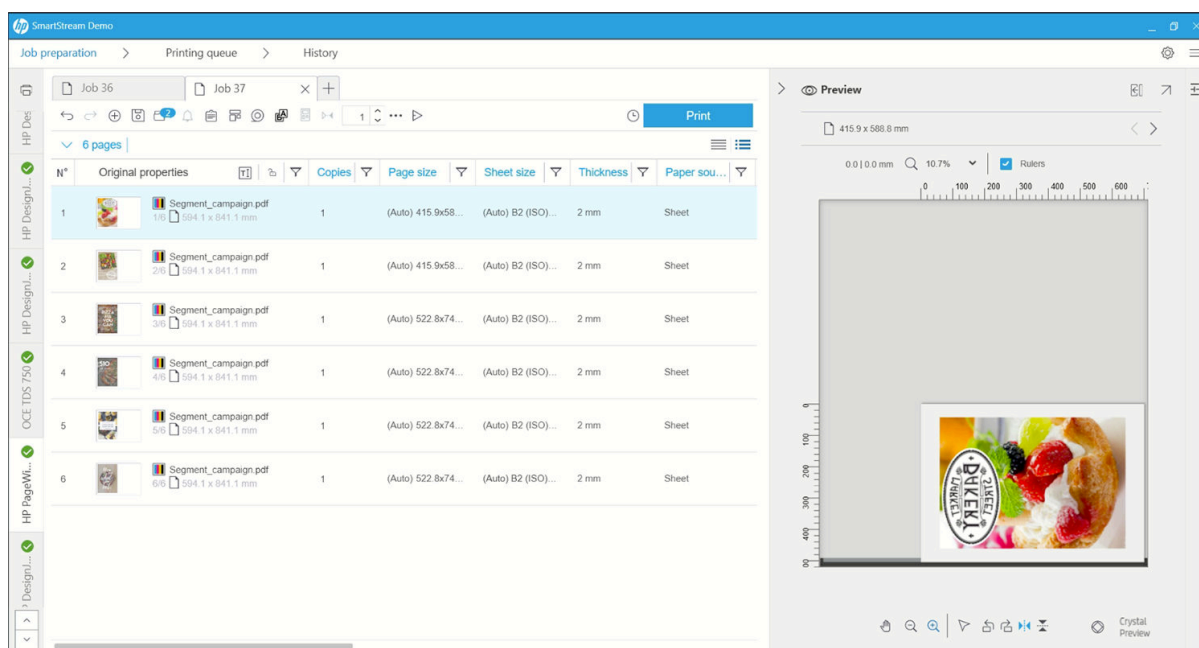 hp SmartStream Demo
Job preparation > Printing queue > History
Job 36
Job 37
2
1
Print
6 pages
N° Original properties Copies Page size Sheet size Thickness Paper sou...
1 Segment_campaign.pdf 1 (Auto) 415.9x58... (Auto) B2 (ISO)... 2 mm Sheet
1/6 594.1 x 841.1 mm
2 Segment_campaign.pdf 1 (Auto) 415.9x58... (Auto) B2 (ISO)... 2 mm Sheet
2/6 594.1 x 841.1 mm
3 Segment_campaign.pdf 1 (Auto) 522.8x74... (Auto) B2 (ISO)... 2 mm Sheet
3/6 594.1 x 841.1 mm
4 Segment_campaign.pdf 1 (Auto) 522.8x74... (Auto) B2 (ISO)... 2 mm Sheet
4/6 594.1 x 841.1 mm
5 Segment_campaign.pdf 1 (Auto) 522.8x74... (Auto) B2 (ISO)... 2 mm Sheet
5/6 594.1 x 841.1 mm
6 Segment_campaign.pdf 1 (Auto) 522.8x74... (Auto) B2 (ISO)... 2 mm Sheet
6/6 594.1 x 841.1 mm
HP Des
HP DesignJ...
HP DesignJ...
OCE TDS 750
HP PageWi...
DesignJ...
Preview
415.9 x 588.8 mm
0.0 | 0.0 mm 10.7% Rulers
0 100 200 300 400 500 600
0
100
200
300
400
STREET
BAKERY
MARKET
Crystal
Preview